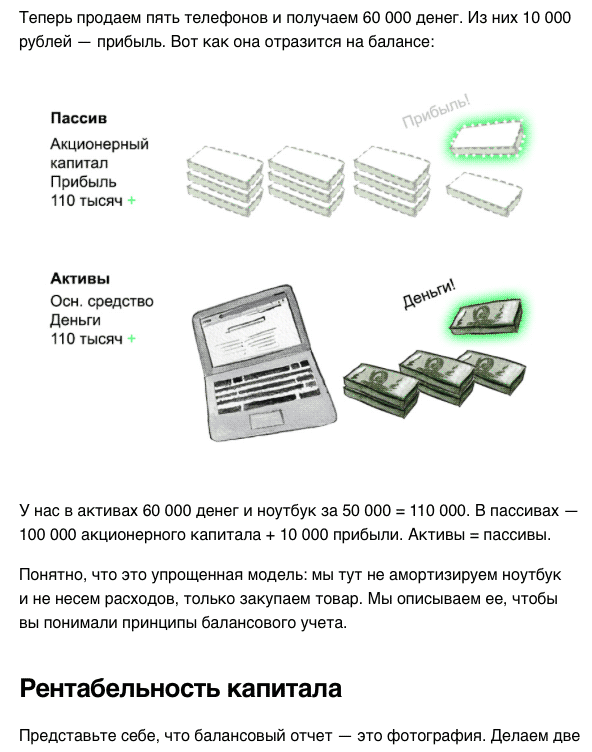 Теперь продаем пять телефонов и получаем 60 000 денег. Из них 10 000
рублей — прибыль. Вот как она отразится на балансе:
Прибыль!
Пассив
Акционерный
капитал
Прибыль
110 тысяч +
Активы
Осн. средство
Деньги
110 тысяч +
Деньги!
У нас в активах 60 000 денег и ноутбук за 50 000 = 110 000. В пассивах —
100 000 акционерного капитала + 10 000 прибыли. Активы = пассивы.
Понятно, что это упрощенная модель: мы тут не амортизируем ноутбук
и не несем расходов, только закупаем товар. Мы описываем ее, чтобы
вы понимали принципы балансового учета.
Рентабельность капитала
Представьте себе, что балансовый отчет — это фотография. Делаем две